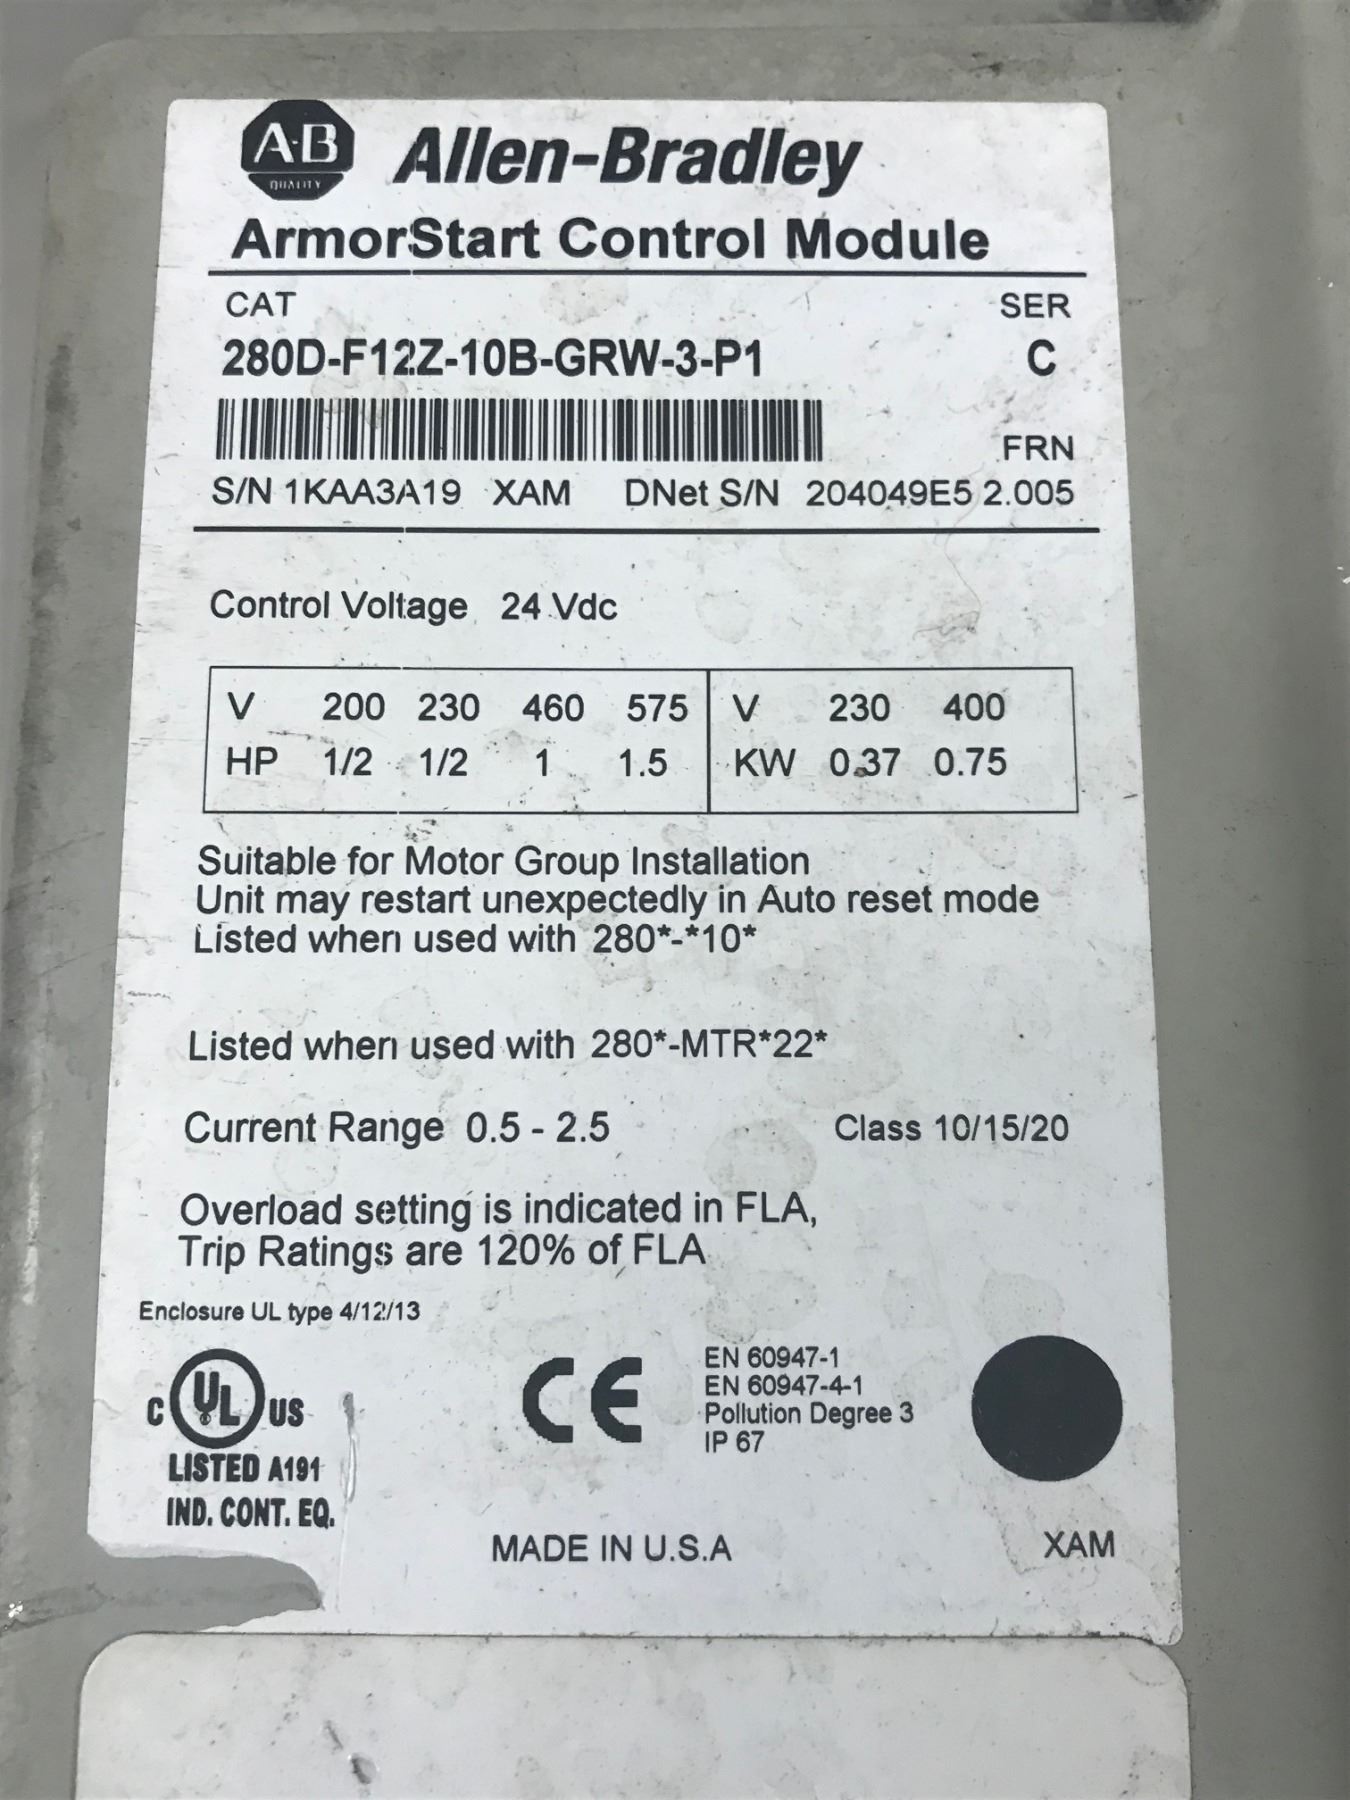 A-B
QUALITY
Allen-Bradley
ArmorStart Control Module
CAT SER
280D-F12Z-10B-GRW-3-P1 C
FRN
S/N 1KAA3A19 XAM DNet S/N 204049E5 2.005
Control Voltage 24 Vdc
V 200 230 460 575 V 230 400
HP 1/2 1/2 1 1.5 KW 0.37 0.75
Suitable for Motor Group Installation
Unit may restart unexpectedly in Auto reset mode
Listed when used with 280*-*10*
Listed when used with 280*-MTR*22*
Current Range 0.5 - 2.5 Class 10/15/20
Overload setting is indicated in FLA,
Trip Ratings are 120% of FLA
Enclosure UL type 4/12/13
C UL US
LISTED A191
IND. CONT. EQ.
CE
EN 60947-1
EN 60947-4-1
Pollution Degree 3
IP 67
MADE IN U.S.A XAM